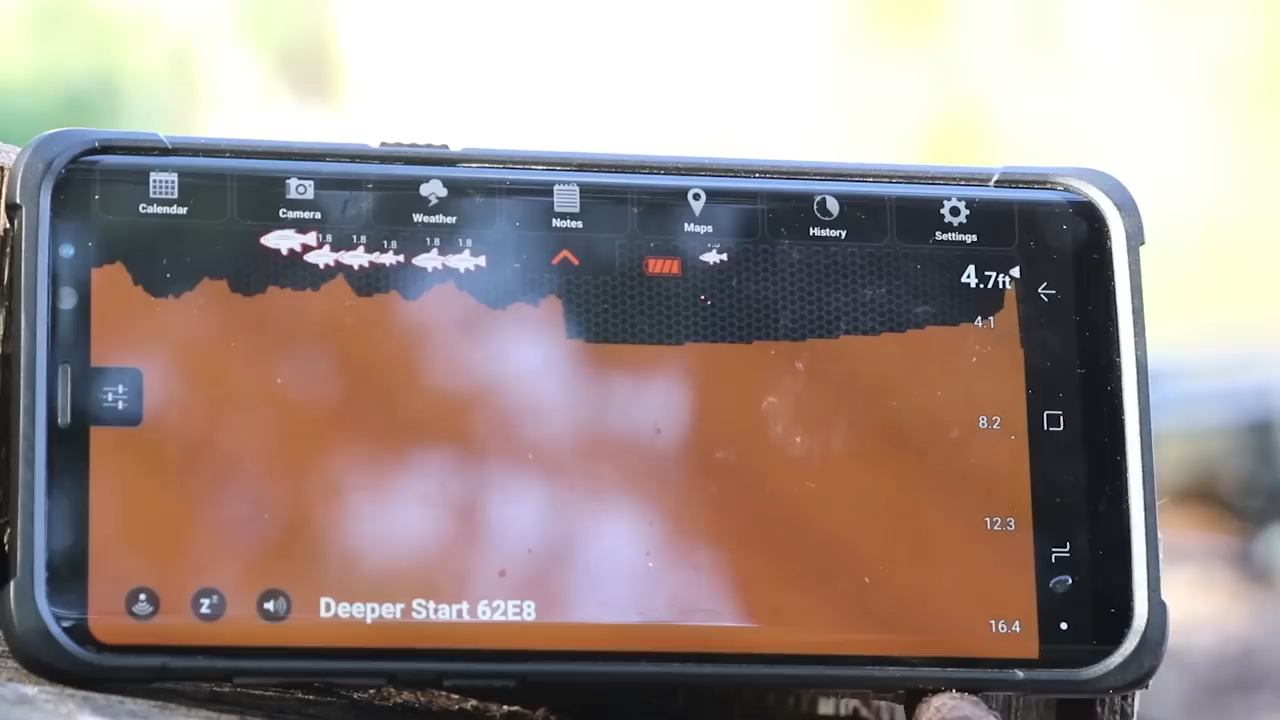 Calendar
Camera
Weather
Notes
Maps
History
Settings
1.8
1.8
1.8
1.8
1.8
4.7ft
4.1
8.2
12.3
16.4
Zz
Deeper Start 62E8